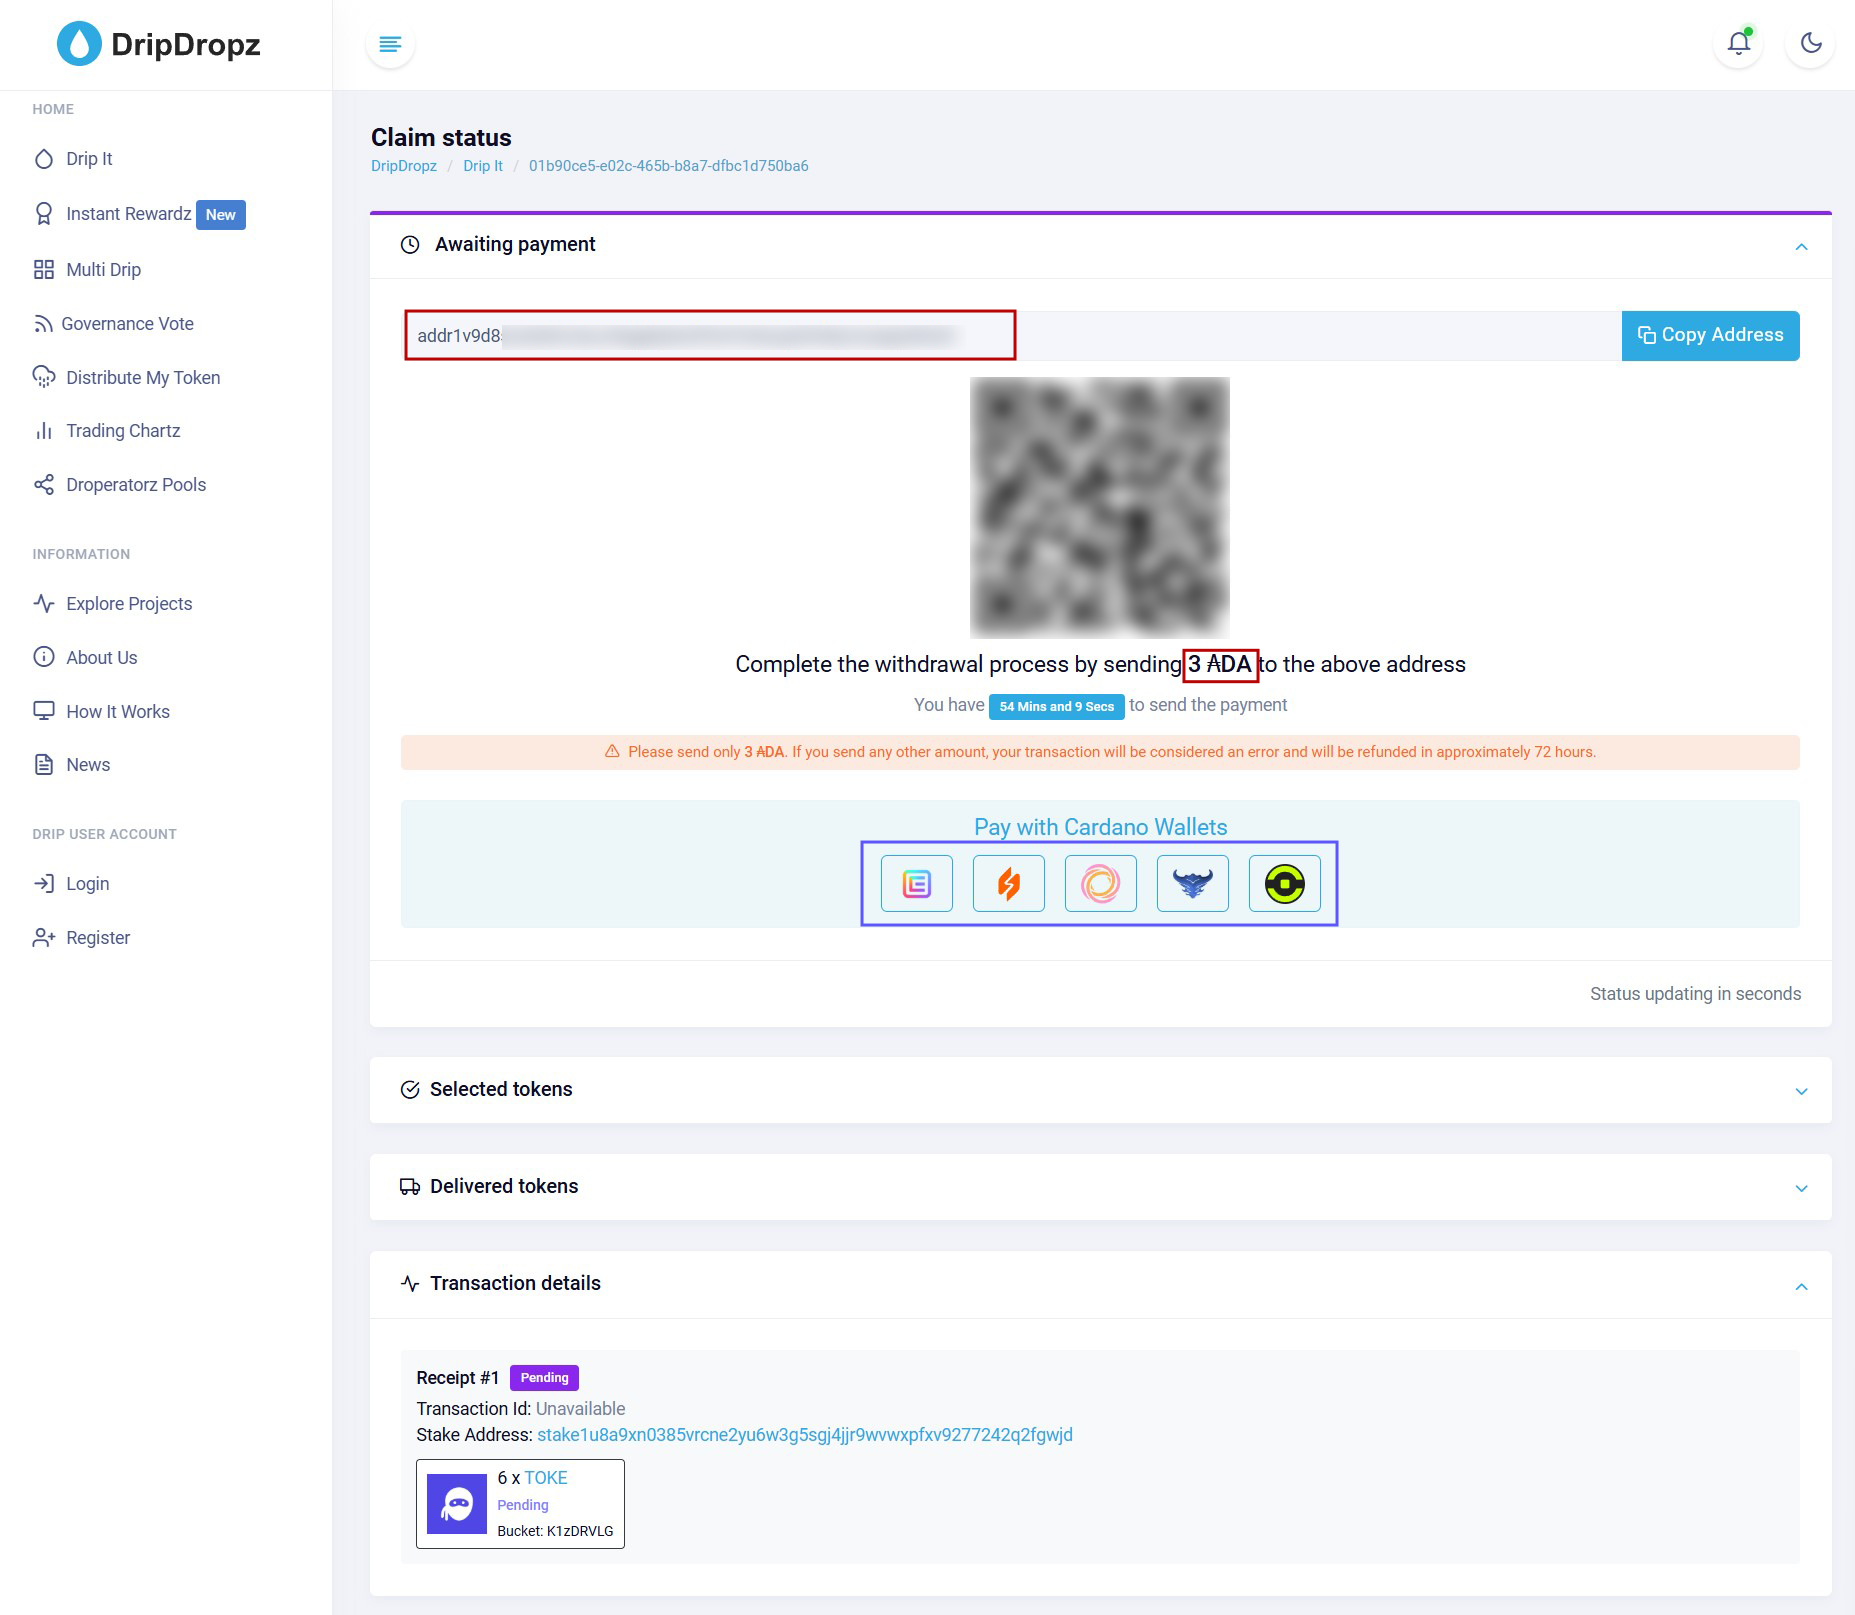 DripDropz
HOME
Drip It
Instant Rewardz New
Multi Drip
Governance Vote
Distribute My Token
Trading Chartz
Droperatorz Pools
INFORMATION
Explore Projects
About Us
How It Works
News
DRIP USER ACCOUNT
Login
Register
Claim status
DripDropz / Drip It / 01b90ce5-e02c-465b-b8a7-dfbc1d750ba6
Awaiting payment
addr1v9d8
Copy Address
Complete the withdrawal process by sending 3 ₳DA to the above address
You have 54 Mins and 9 Secs to send the payment
Please send only 3 ₳DA. If you send any other amount, your transaction will be considered an error and will be refunded in approximately 72 hours.
Pay with Cardano Wallets
Status updating in seconds
Selected tokens
Delivered tokens
Transaction details
Receipt #1 Pending
Transaction Id: Unavailable
Stake Address: stake1u8a9xn0385vrcne2yu6w3g5sgj4jjr9wvwxpfxv9277242q2fgwjd
6 x TOKE
Pending
Bucket: K1zDRVLG